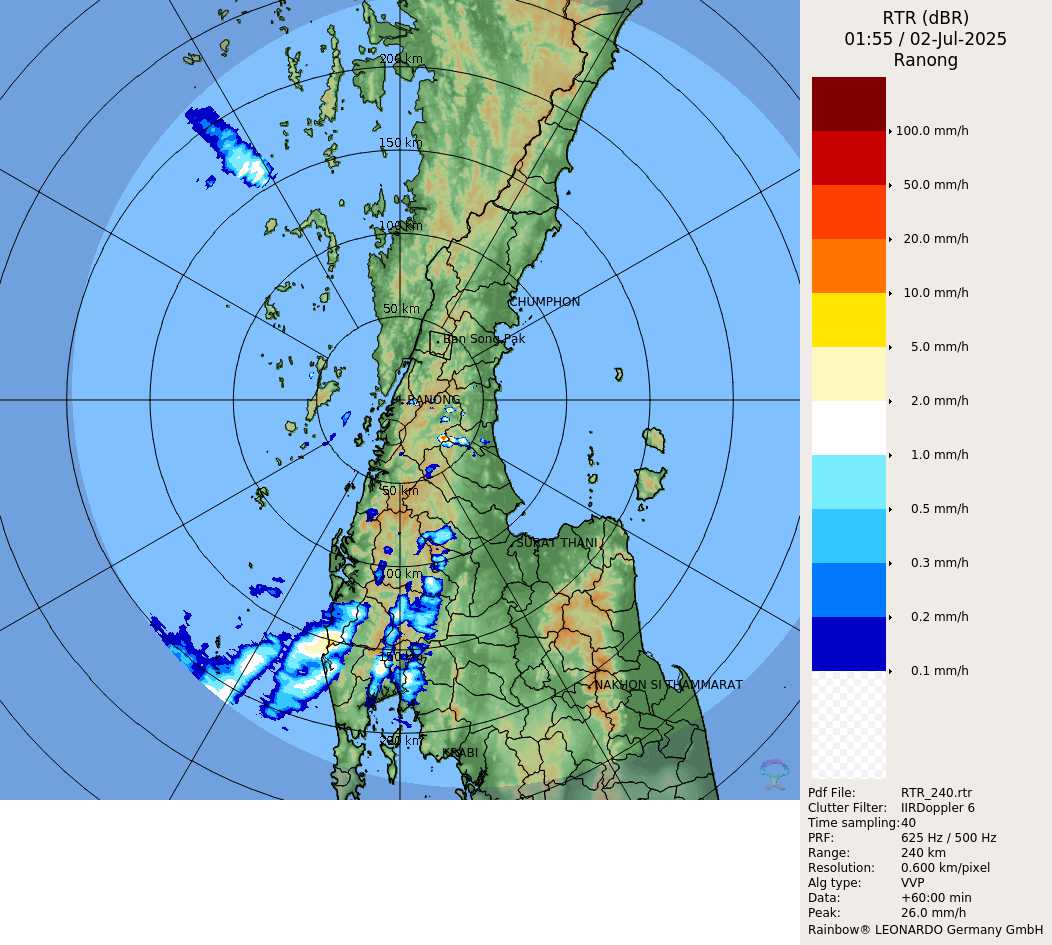 RTR (dBR)
01:55 / 02-Jul-2025
Ranong
200 km
150 km
100 km
50 km
CHUMPHON
Ban Song Pak
RANONG
50 km
SURAT THANI
100 km
150 km
NAKHON SI THAMMARAT
200 km
KRABI
100.0 mm/h
50.0 mm/h
20.0 mm/h
10.0 mm/h
5.0 mm/h
2.0 mm/h
1.0 mm/h
0.5 mm/h
0.3 mm/h
0.2 mm/h
0.1 mm/h
Pdf File: RTR_240.rtr
Clutter Filter: IIRDoppler 6
Time sampling: 40
PRF: 625 Hz / 500 Hz
Range: 240 km
Resolution: 0.600 km/pixel
Alg type: VVP
Data: +60:00 min
Peak: 26.0 mm/h
Rainbow® LEONARDO Germany GmbH